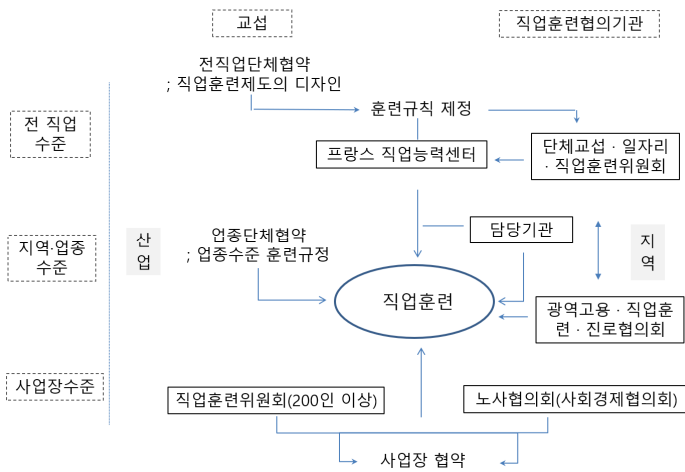 교섭
직업훈련협의기관
전직업단체협약
; 직업훈련제도의 디자인
훈련규칙 제정
전 직업
수준
프랑스 직업능력센터
단체교섭 · 일자리
· 직업훈련위원회
지역·업종
수준
산
업
업종단체협약
; 업종수준 훈련규정
담당기관
지
역
직업훈련
광역고용 · 직업훈
련 · 진로협의회
사업장수준
직업훈련위원회(200인 이상)
노사협의회(사회경제협의회)
사업장 협약